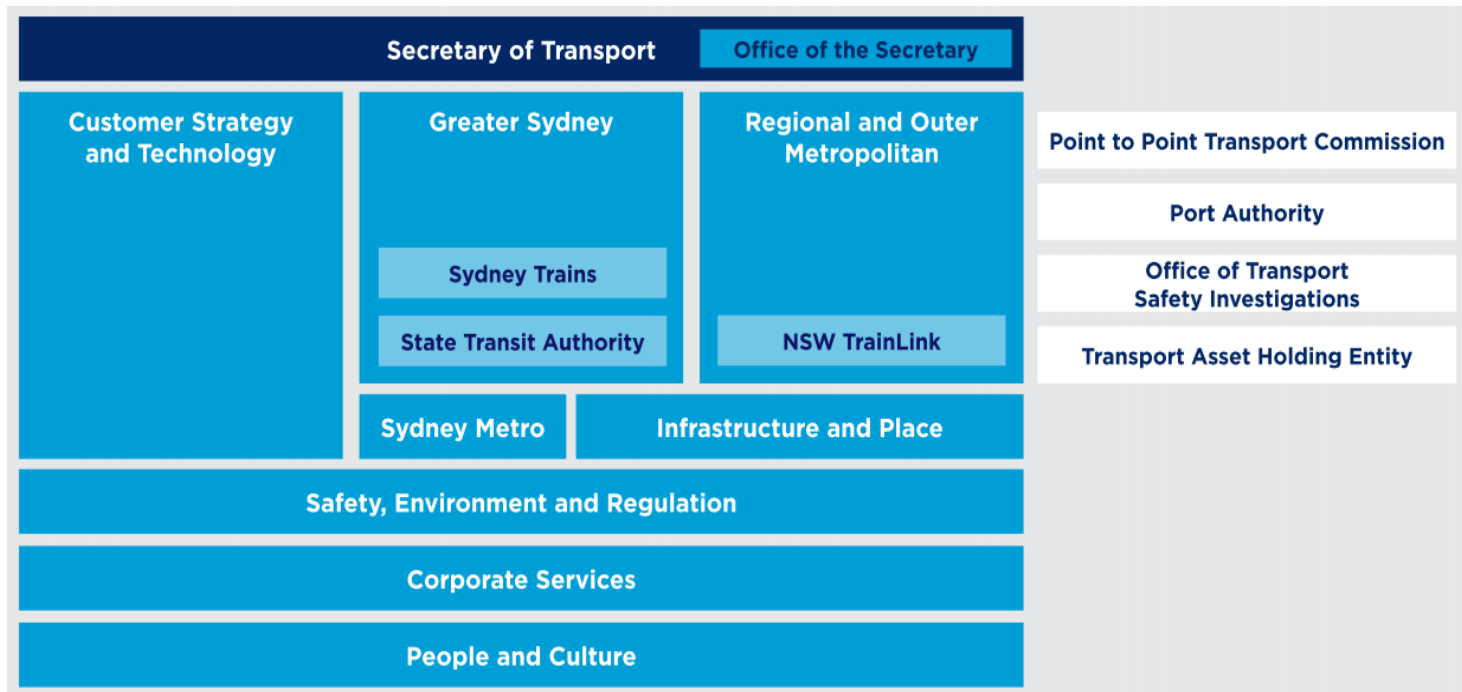 Secretary of Transport
Office of the Secretary
Customer Strategy
and Technology
Greater Sydney
Sydney Trains
State Transit Authority
Regional and Outer
Metropolitan
NSW TrainLink
Sydney Metro
Infrastructure and Place
Safety, Environment and Regulation
Corporate Services
People and Culture
Point to Point Transport Commission
Port Authority
Office of Transport
Safety Investigations
Transport Asset Holding Entity